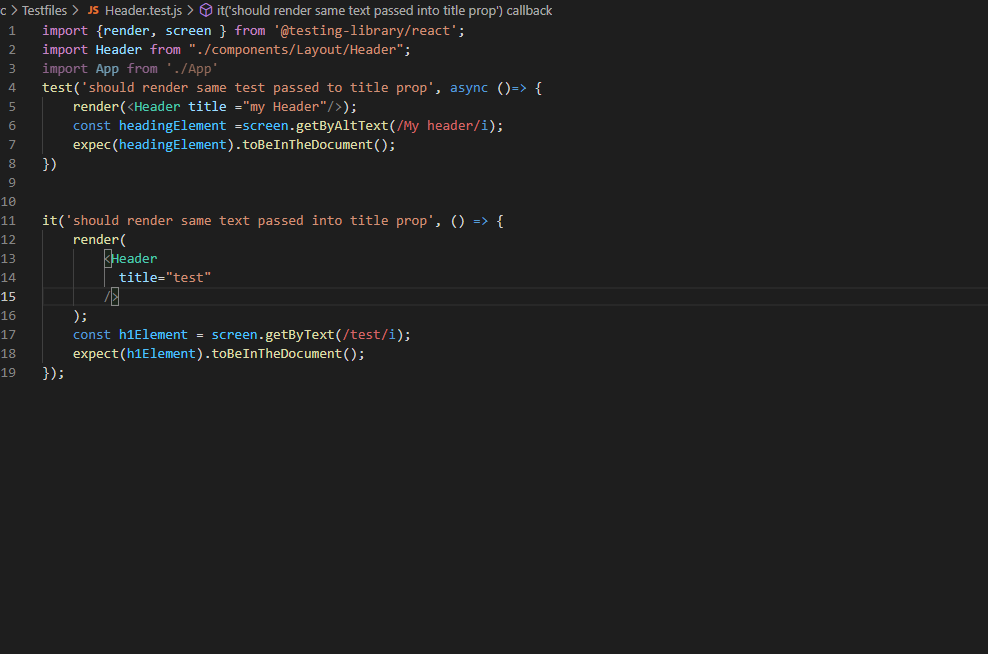 c > Testfiles > JS Header.test.js > it('should render same text passed into title prop') callback
1 import {render, screen } from '@testing-library/react';
2 import Header from "./components/Layout/Header";
3 import App from './App'
4 test('should render same test passed to title prop', async ()=> {
5 render(<Header title ="my Header"/>);
6 const headingElement =screen.getByAltText(/My header/i);
7 expec(headingElement).toBeInTheDocument();
8 })
9
10
11 it('should render same text passed into title prop', () => {
12 render(
13 <Header
14 title="test"
15 />
16 );
17 const h1Element = screen.getByText(/test/i);
18 expect(h1Element).toBeInTheDocument();
19 });